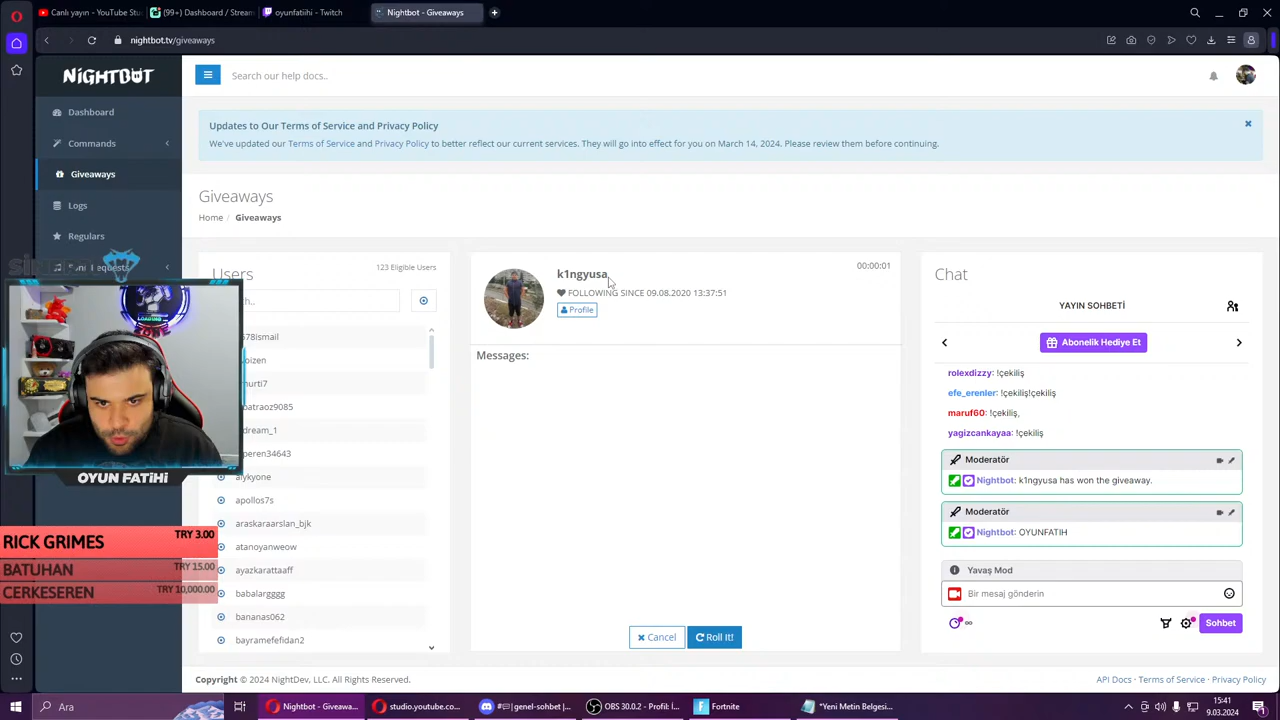 Canlı yayın - YouTube Stu
(99+) Dashboard / Stream
oyunfatihi - Twitch
Nightbot - Giveaways
nightbot.tv/giveaways
NIGHTBOT
Search our help docs..
Dashboard
Commands
Giveaways
Logs
Regulars
Updates to Our Terms of Service and Privacy Policy
We've updated our Terms of Service and Privacy Policy to better reflect our current services. They will go into effect for you on March 14, 2024. Please review them before continuing.
Giveaways
Home / Giveaways
Users
123 Eligible Users
dream_1
alykyone
apollos7s
araskaraarslan_bjk
atanoyanweow
ayazkarattaaff
babalargggg
bananas062
bayramefefidan2
k1ngyusa
00:00:01
FOLLOWING SINCE 09.08.2020 13:37:51
Profile
Messages:
Cancel
Roll It!
Chat
YAYIN SOHBETİ
Abonelik Hediye Et
rolexdizzy: !çekiliş
efe_erenler: !çekiliş!çekiliş
maruf60: !çekiliş,
yagizcankayaa: !çekiliş
Moderatör
Nightbot: k1ngyusa has won the giveaway.
Moderatör
Nightbot: OYUNFATIH
Yavaş Mod
Bir mesaj gönderin
Sohbet
OYUN FATİHİ
RICK GRIMES TRY 3.00
BATUHAN TRY 15.00
CERKESEREN TRY 10,000.00
Copyright © 2024 NightDev, LLC. All Rights Reserved.
API Docs - Terms of Service - Privacy Policy
Ara
Nightbot - Giveawa...
studio.youtube.com...
#genel-sohbet |...
OBS 30.0.2 - Profil: İ...
Fortnite
*Yeni Metin Belgesi...
15:41
9.03.2024